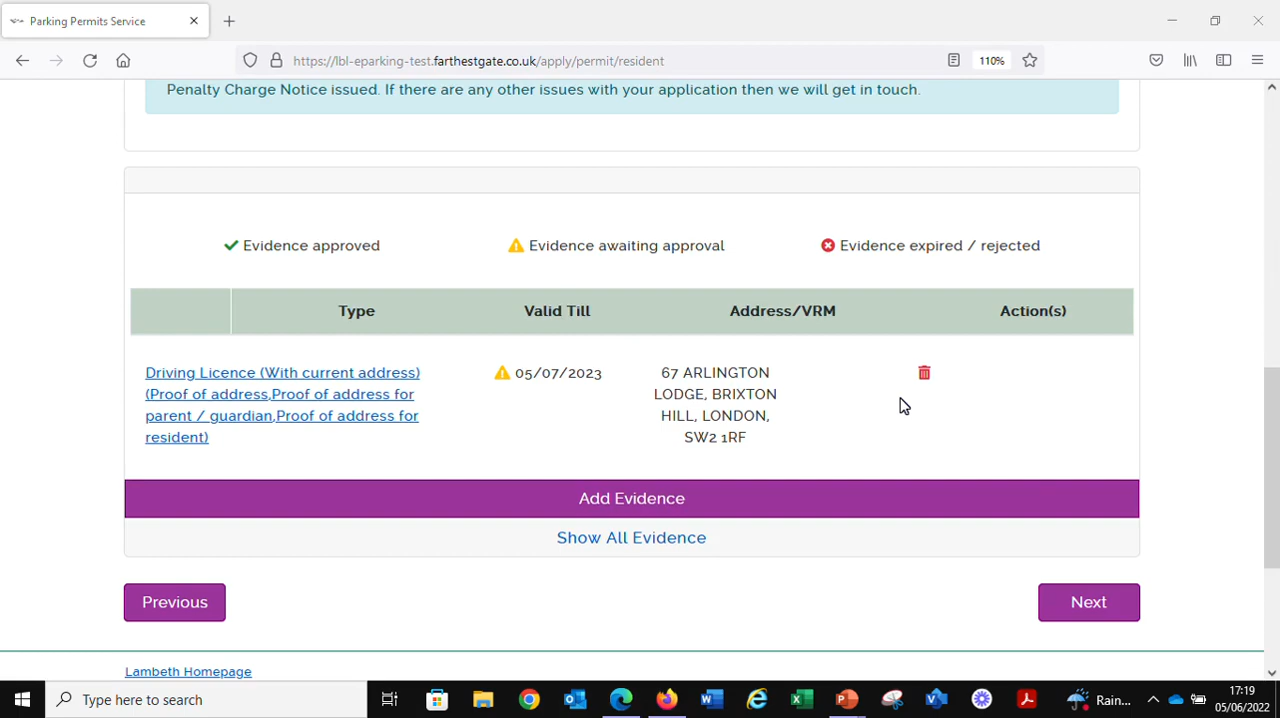 Parking Permits Service
https://lbl-eparking-test.farthestgate.co.uk/apply/permit/resident
110%
Penalty Charge Notice issued. If there are any other issues with your application then we will get in touch.
Evidence approved
Evidence awaiting approval
Evidence expired / rejected
Type
Valid Till
Address/VRM
Action(s)
Driving Licence (With current address)
(Proof of address,Proof of address for
parent / guardian,Proof of address for
resident)
05/07/2023
67 ARLINGTON
LODGE, BRIXTON
HILL, LONDON,
SW2 1RF
Add Evidence
Show All Evidence
Previous
Next
Lambeth Homepage
Type here to search
Rain...
17:19
05/06/2022